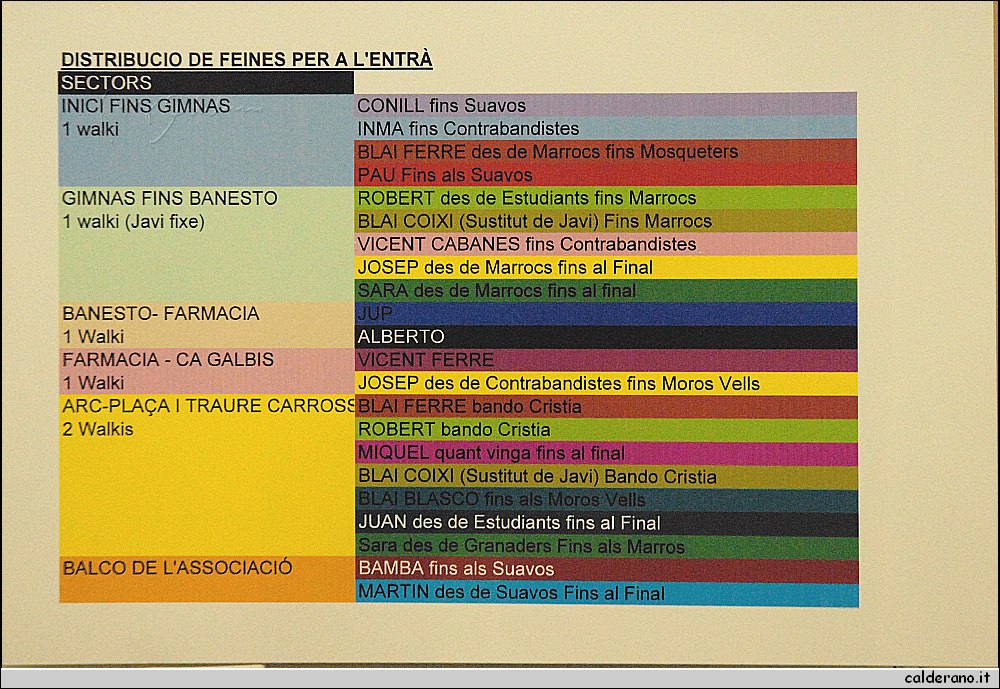 DISTRIBUCIO DE FEINES PER A L'ENTRÀ
SECTORS
INICI FINS GIMNAS
1 walki
CONILL fins Suavos
INMA fins Contrabandistes
BLAI FERRE des de Marrocs fins Mosqueters
PAU Fins als Suavos
GIMNAS FINS BANESTO
1 walki (Javi fixe)
ROBERT des de Estudiants fins Marrocs
BLAI COIXI (Sustitut de Javi) Fins Marrocs
VICENT CABANES fins Contrabandistes
JOSEP des de Marrocs fins al Final
SARA des de Marrocs fins al final
BANESTO- FARMACIA
1 Walki
JUP
ALBERTO
FARMACIA - CA GALBIS
1 Walki
VICENT FERRE
JOSEP des de Contrabandistes fins Moros Vells
ARC-PLAÇA I TRAURE CARROSS
2 Walkis
BLAI FERRE bando Cristia
ROBERT bando Cristia
MIQUEL quant vinga fins al final
BLAI COIXI (Sustitut de Javi) Bando Cristia
BLAI BLASCO fins als Moros Vells
JUAN des de Estudiants fins al Final
Sara des de Granaders Fins als Marros
BALCO DE L'ASSOCIACIÓ
BAMBA fins als Suavos
MARTIN des de Suavos Fins al Final
calderano.it